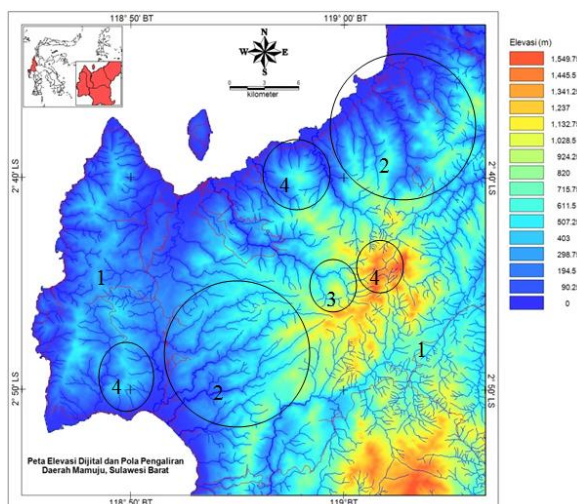 118°50' BT
119°00' BT
N
W
E
S
3
0
3
6
kilometer
Elevasi (m)
1.549.75
1.445.5
1.341.25
1.237
1.132.75
1.028.5
924.25
820
715.75
611.5
507.25
403
298.75
194.5
90.25
0
2°40' LS
2°40' LS
2
4
4
3
1
1
4
2
2°50' LS
2°50' LS
Peta Elevasi Dijital dan Pola Pengaliran
Daerah Mamuju, Sulawesi Barat
118°50' BT
119° BT